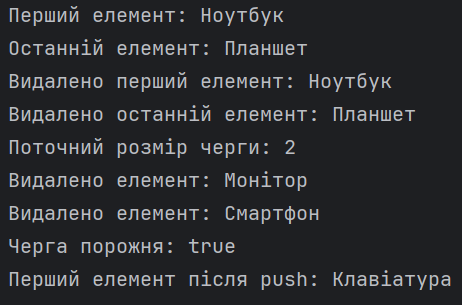 Перший елемент: Ноутбук
Останній елемент: Планшет
Видалено перший елемент: Ноутбук
Видалено останній елемент: Планшет
Поточний розмір черги: 2
Видалено елемент: Монітор
Видалено елемент: Смартфон
Черга порожня: true
Перший елемент після push: Клавіатура